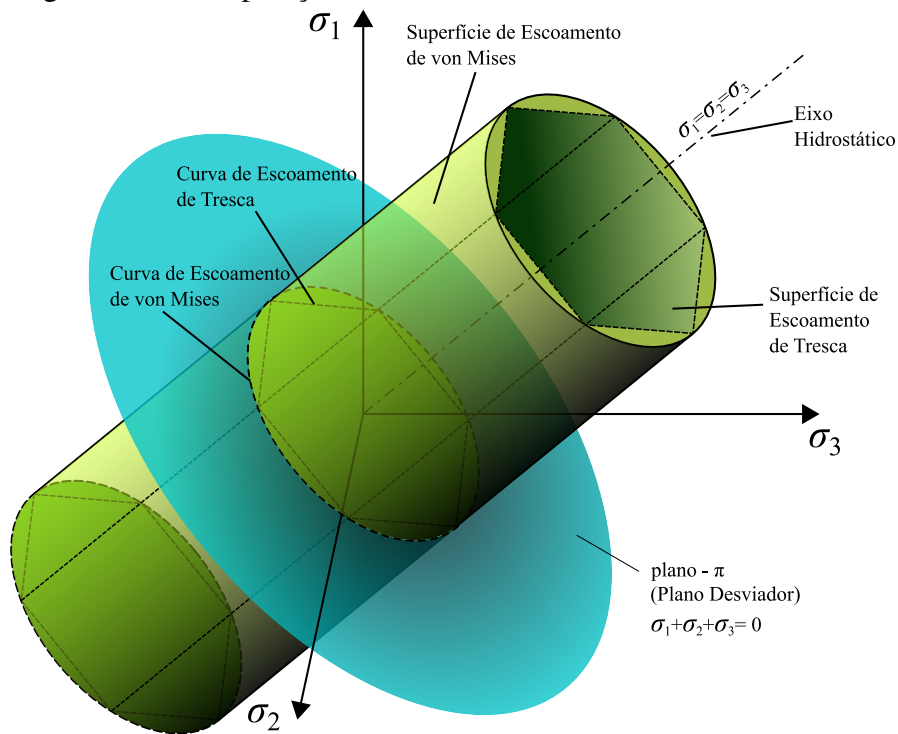 σ1
Superfície de Escoamento
de von Mises
σ1=σ2=σ3
Eixo
Hidrostático
Curva de Escoamento
de Tresca
Curva de Escoamento
de von Mises
Superfície de
Escoamento
de Tresca
σ3
plano - π
(Plano Desviador)
σ1+σ2+σ3= 0
σ2